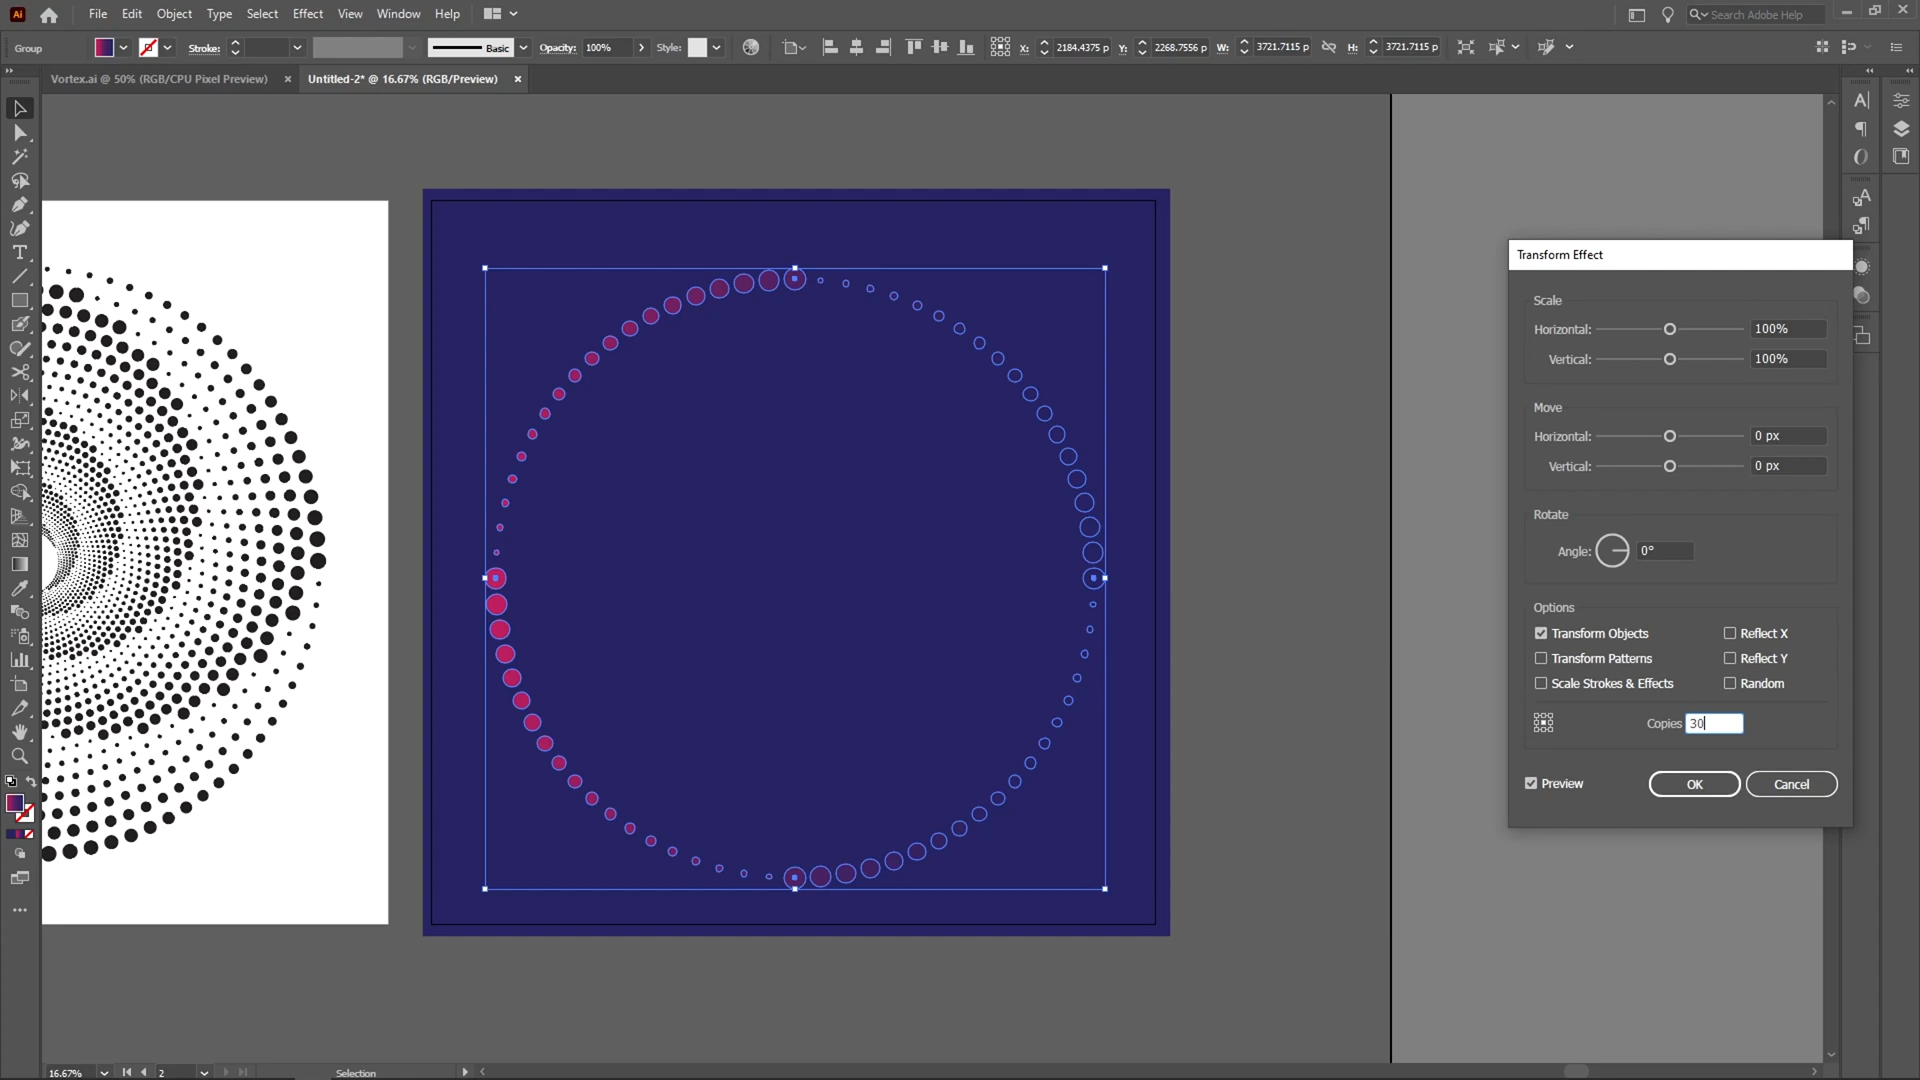 Ai File Edit Object Type Select Effect View Window Help Search Adobe Help
Group Stroke: Basic Opacity: 100% Style: X: 2184.4375 p Y: 2268.7556 p W: 3721.7115 p H: 3721.7115 p
Vortex.ai @ 50% (RGB/CPU Pixel Preview) Untitled-2* @ 16.67% (RGB/Preview)
Transform Effect
Scale
Horizontal: 100%
Vertical: 100%
Move
Horizontal: 0 px
Vertical: 0 px
Rotate
Angle: 0°
Options
Transform Objects Reflect X
Transform Patterns Reflect Y
Scale Strokes & Effects Random
Copies 30
Preview OK Cancel
16.67% 2 Selection